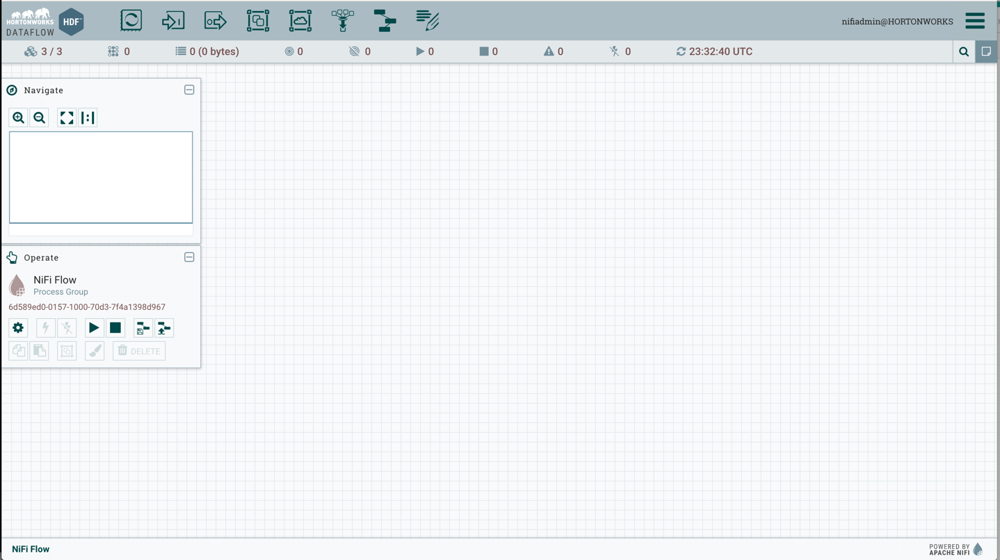 HORTONWORKS
DATAFLOW
HDF™
nifiadmin@HORTONWORKS
3 / 3
0
0 (0 bytes)
0
0
0
0
0
0
23:32:40 UTC
Navigate
Operate
NiFi Flow
Process Group
6d589ed0-0157-1000-70d3-7f4a1398d967
DELETE
NiFi Flow
POWERED BY
APACHE NIFI